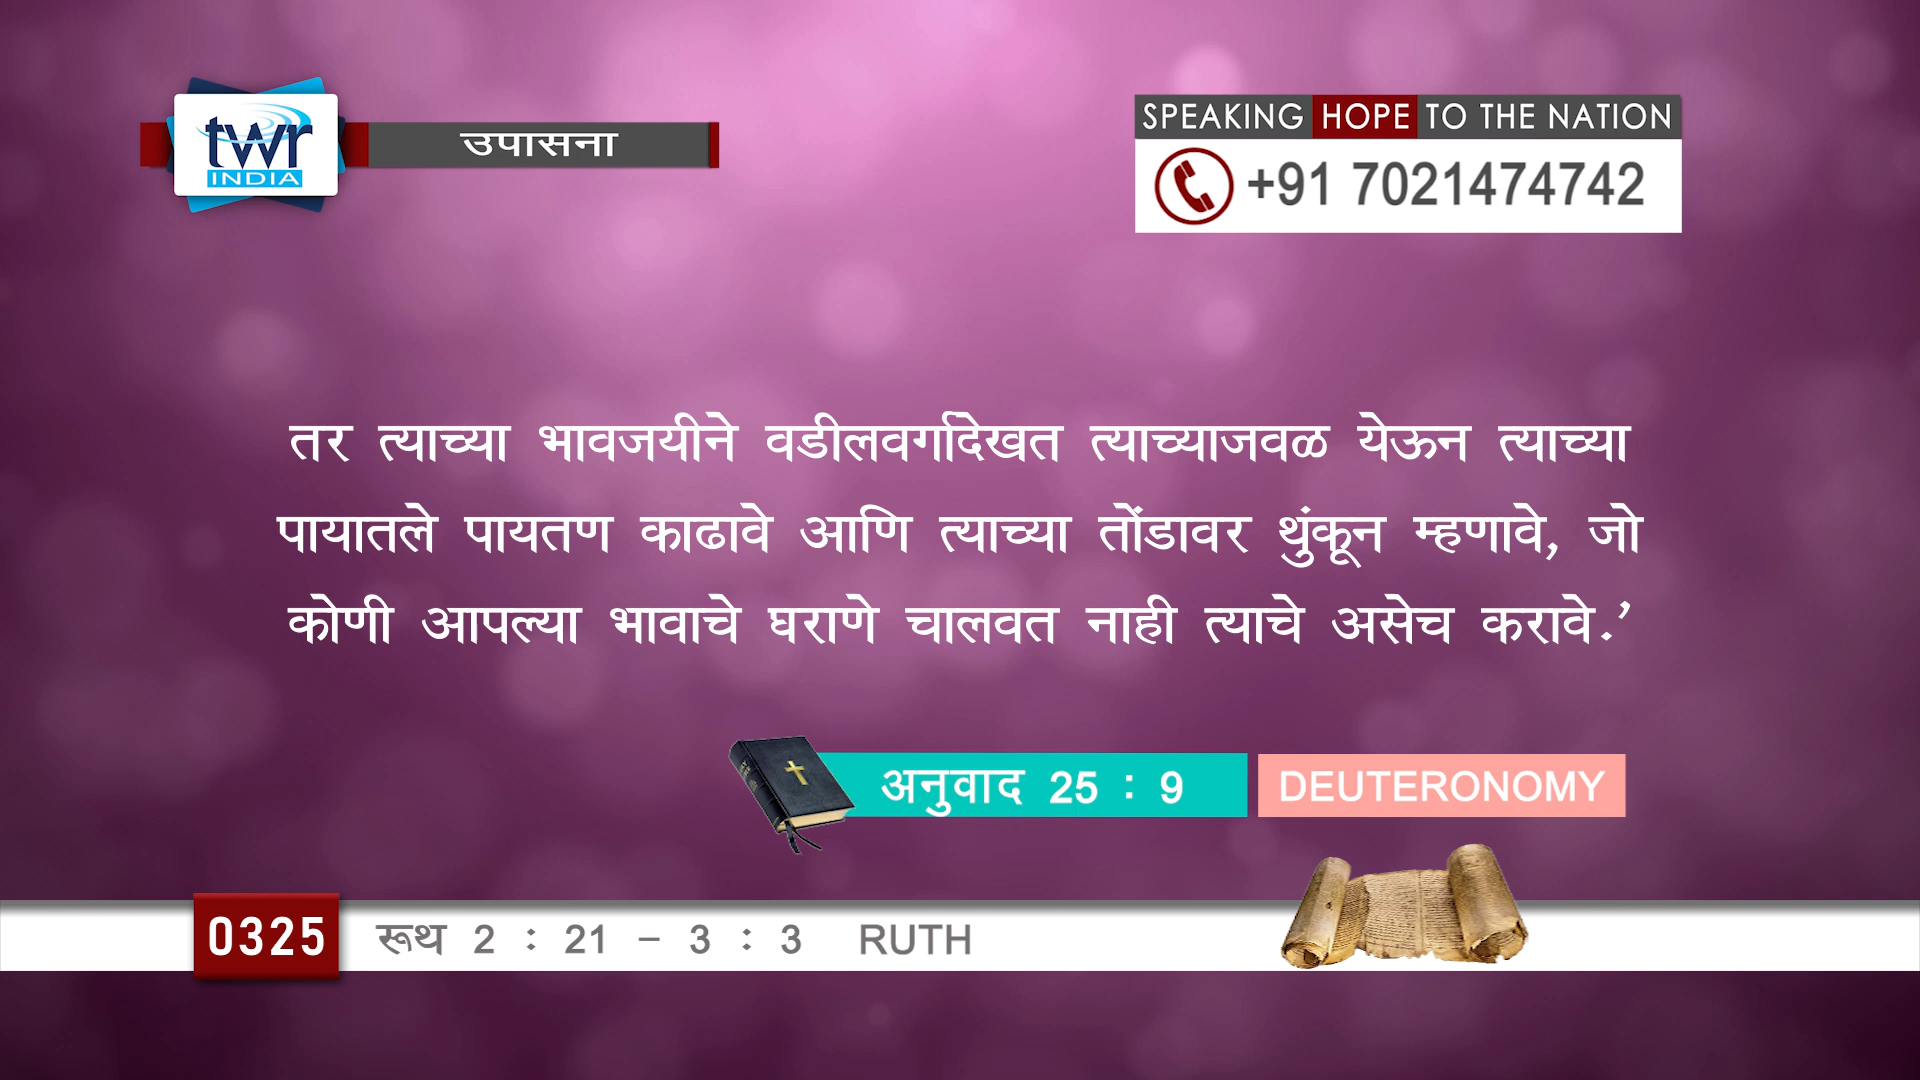 twr
INDIA
उपासना
SPEAKING HOPE TO THE NATION
+91 7021474742
तर त्याच्या भावजयीने वडीलवर्गादेखत त्याच्याजवळ येऊन त्याच्या
पायातले पायतण काढावे आणि त्याच्या तोंडावर थुंकून म्हणावे, जो
कोणी आपल्या भावाचे घराणे चालवत नाही त्याचे असेच करावे.’
अनुवाद 25 : 9 DEUTERONOMY
0325 रूथ 2 : 21 - 3 : 3 RUTH